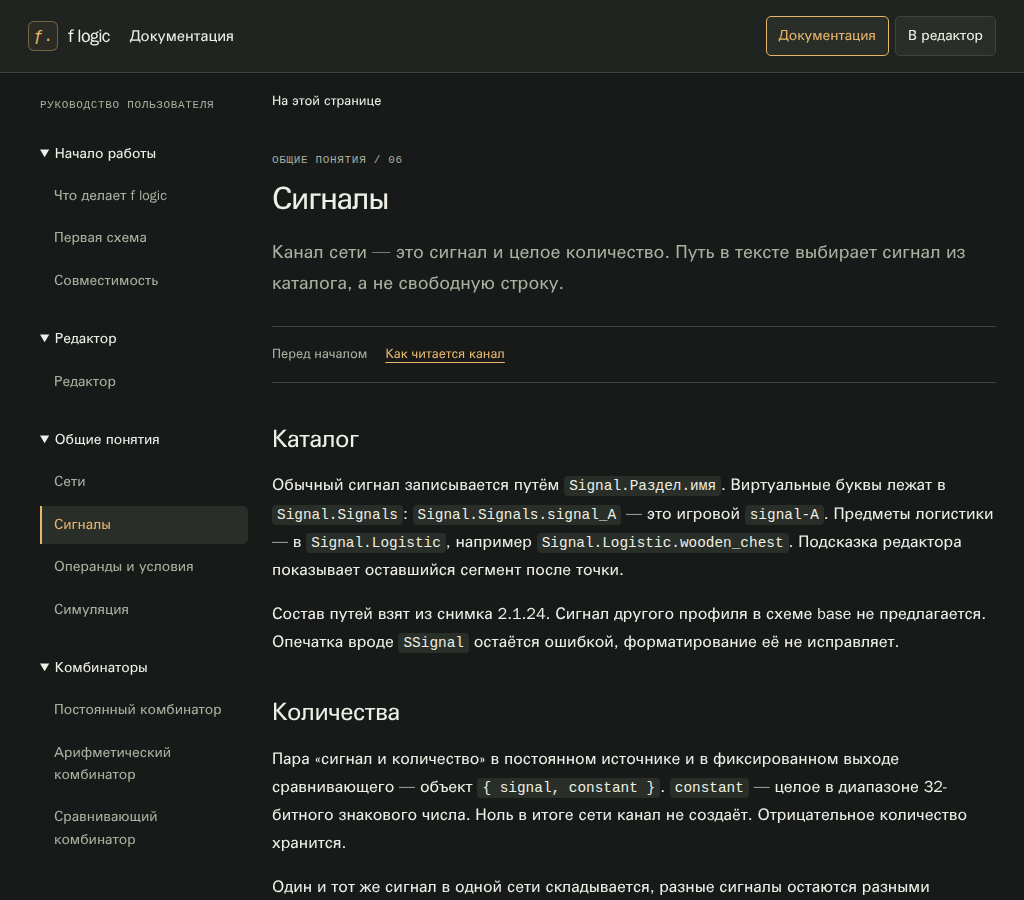 ƒ. f logic Документация Документация В редактор
РУКОВОДСТВО ПОЛЬЗОВАТЕЛЯ
▼ Начало работы
Что делает f logic
Первая схема
Совместимость
▼ Редактор
Редактор
▼ Общие понятия
Сети
Сигналы
Операнды и условия
Симуляция
▼ Комбинаторы
Постоянный комбинатор
Арифметический
комбинатор
Сравнивающий
комбинатор
На этой странице
ОБЩИЕ ПОНЯТИЯ / 06
Сигналы
Канал сети — это сигнал и целое количество. Путь в тексте выбирает сигнал из
каталога, а не свободную строку.
Перед началом Как читается канал
Каталог
Обычный сигнал записывается путём Signal.Раздел.имя. Виртуальные буквы лежат в
Signal.Signals: Signal.Signals.signal_A — это игровой signal-A. Предметы логистики
— в Signal.Logistic, например Signal.Logistic.wooden_chest. Подсказка редактора
показывает оставшийся сегмент после точки.
Состав путей взят из снимка 2.1.24. Сигнал другого профиля в схеме base не предлагается.
Опечатка вроде SSignal остаётся ошибкой, форматирование её не исправляет.
Количества
Пара «сигнал и количество» в постоянном источнике и в фиксированном выходе
сравнивающего — объект { signal, constant }. constant — целое в диапазоне 32-
битного знакового числа. Ноль в итоге сети канал не создаёт. Отрицательное количество
хранится.
Один и тот же сигнал в одной сети складывается, разные сигналы остаются разными